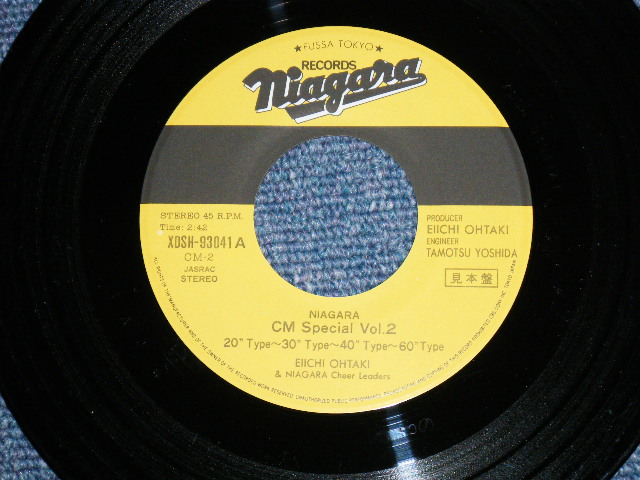 ★FUSSA TOKYO★
RECORDS
Niagara
STEREO 45 R.P.M.
Time: 2:42
XDSH-93041 A
CM-2
JASRAC
STEREO
PRODUCER
EIICHI OHTAKI
ENGINEER
TAMOTSU YOSHIDA
見本盤
NIAGARA
CM Special Vol.2
20" Type～30" Type～40" Type～60" Type
EIICHI OHTAKI
& NIAGARA Cheer Leaders